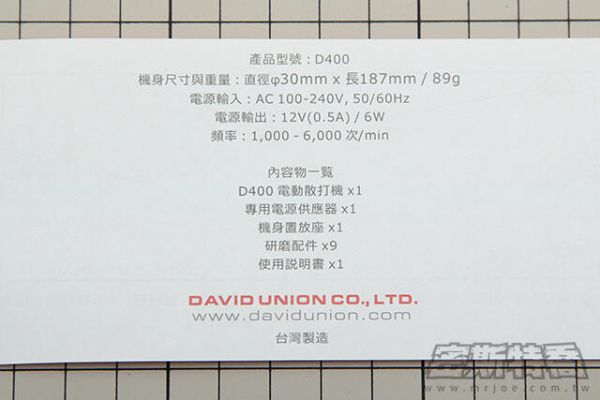 產品型號：D400
機身尺寸與重量：直徑φ30mm x 長187mm / 89g
電源輸入：AC 100-240V, 50/60Hz
電源輸出：12V(0.5A) / 6W
頻率：1,000 - 6,000 次/min
內容物一覧
D400 電動散打機 x1
專用電源供應器 x1
機身置放座 x1
研磨配件 x9
使用説明書 x1
DAVID UNION CO., LTD.
www.davidunion.com
台灣製造
密斯特喬
www.mrjoe.com.tw